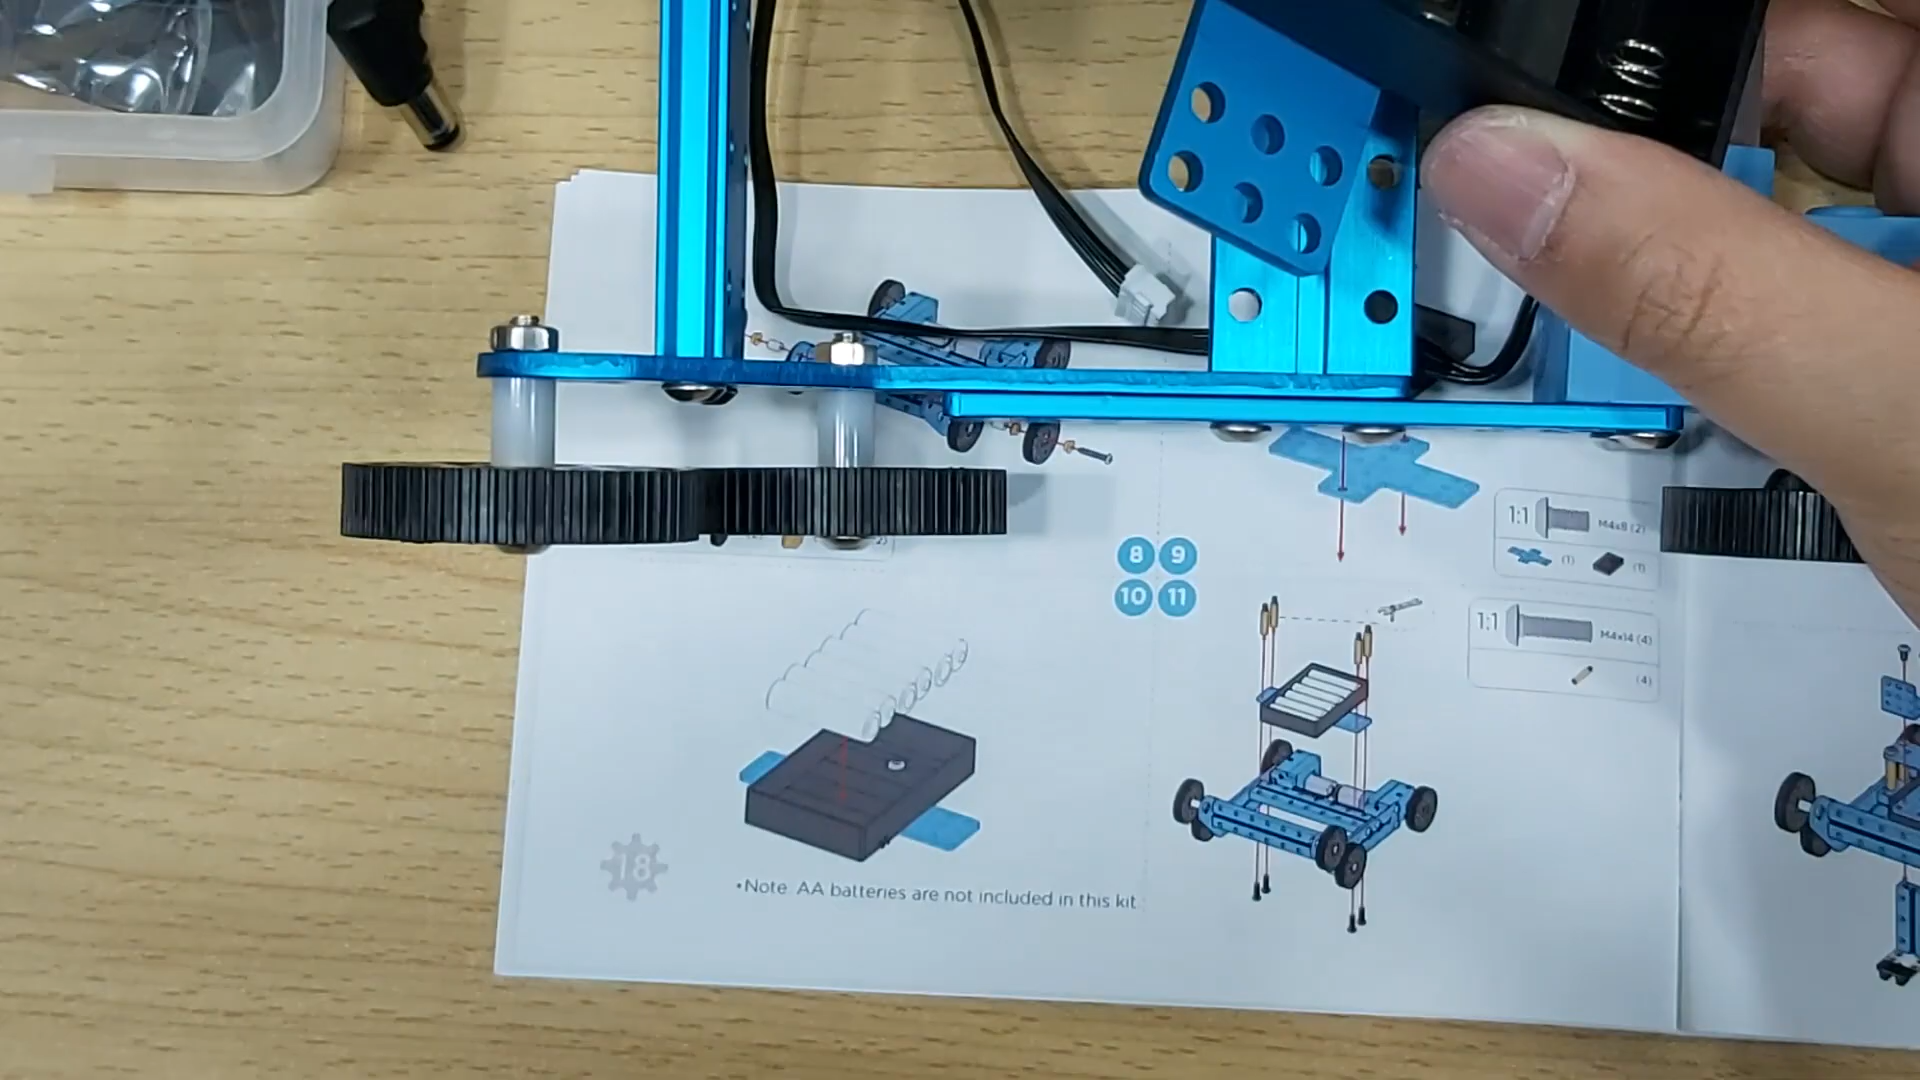 1:1 M4x8 (2)
(1) (1)
8 9
10 11
1:1 M4x14 (4)
(4)
18
•Note AA batteries are not included in this kit